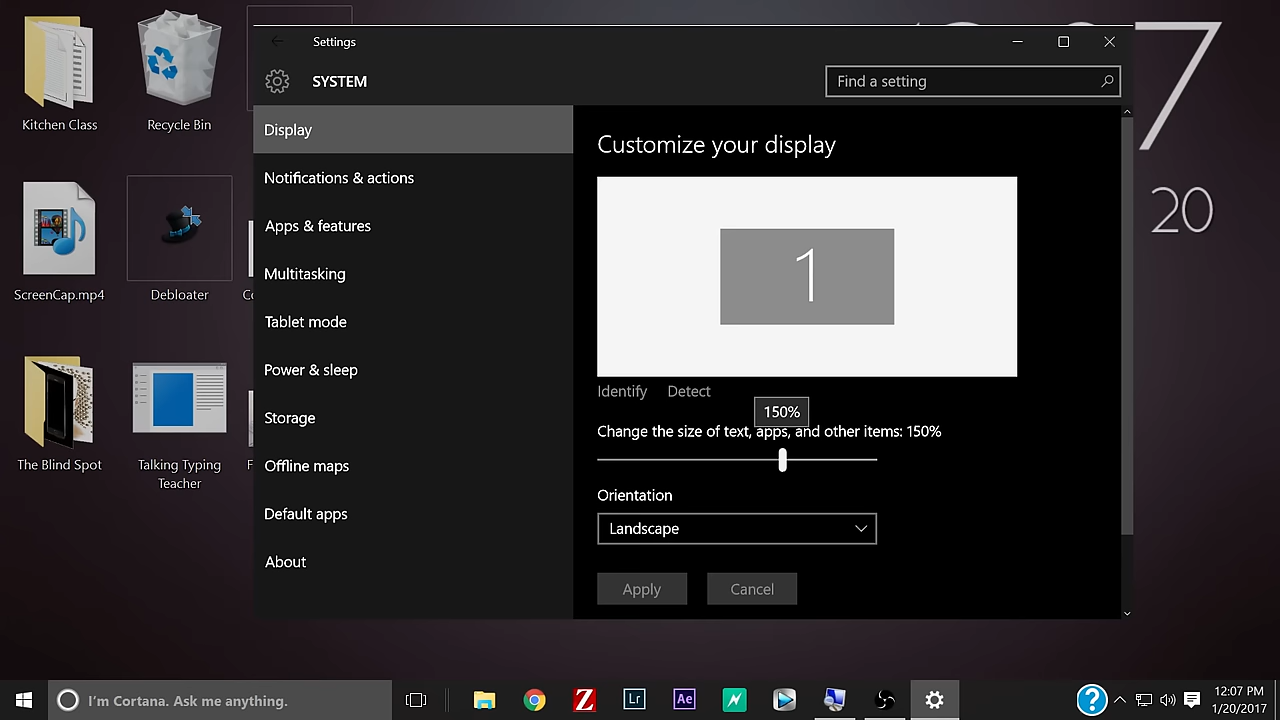 Kitchen Class
Recycle Bin
ScreenCap.mp4
Debloater
The Blind Spot
Talking Typing
Teacher
Settings
SYSTEM
Find a setting
Display
Notifications & actions
Apps & features
Multitasking
Tablet mode
Power & sleep
Storage
Offline maps
Default apps
About
Customize your display
1
Identify Detect
150%
Change the size of text, apps, and other items: 150%
Orientation
Landscape
Apply Cancel
7
20
I'm Cortana. Ask me anything.
Z
Lr
Ae
?
12:07 PM
1/20/2017